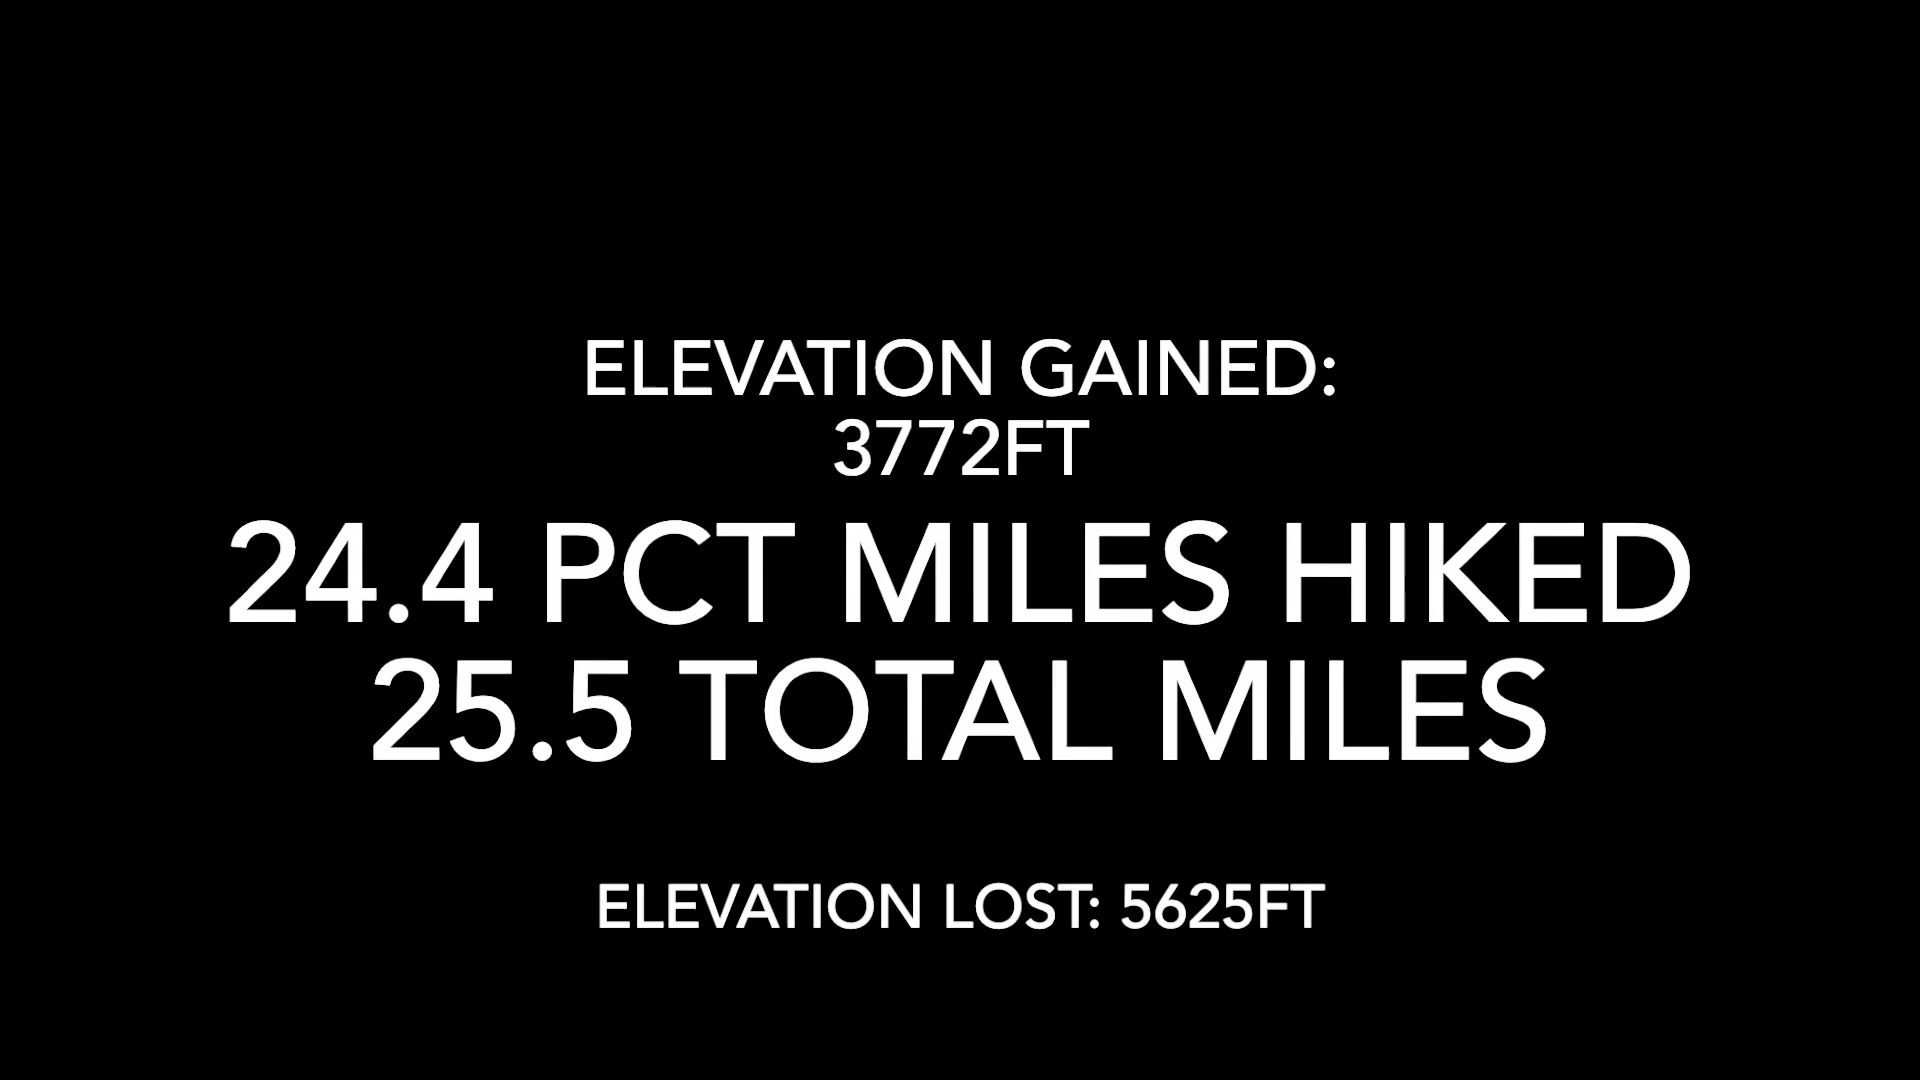 ELEVATION GAINED:
3772FT
24.4 PCT MILES HIKED
25.5 TOTAL MILES
ELEVATION LOST: 5625FT